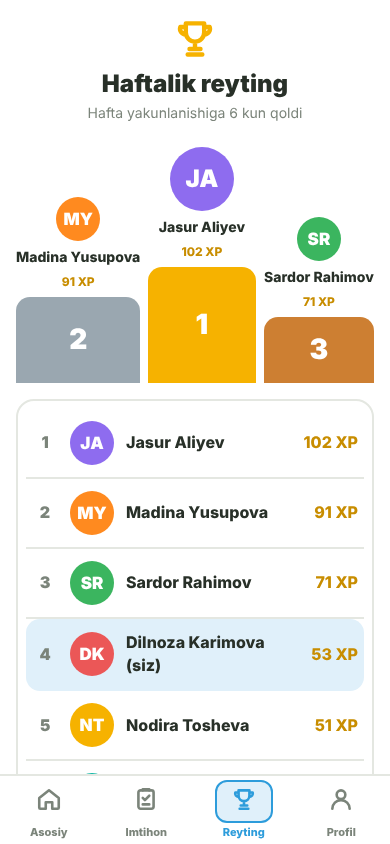 Haftalik reyting
Hafta yakunlanishiga 6 kun qoldi
JA
Jasur Aliyev
102 XP
1
MY
Madina Yusupova
91 XP
2
SR
Sardor Rahimov
71 XP
3
1 JA Jasur Aliyev 102 XP
2 MY Madina Yusupova 91 XP
3 SR Sardor Rahimov 71 XP
4 DK Dilnoza Karimova
(siz) 53 XP
5 NT Nodira Tosheva 51 XP
Asosiy Imtihon Reyting Profil